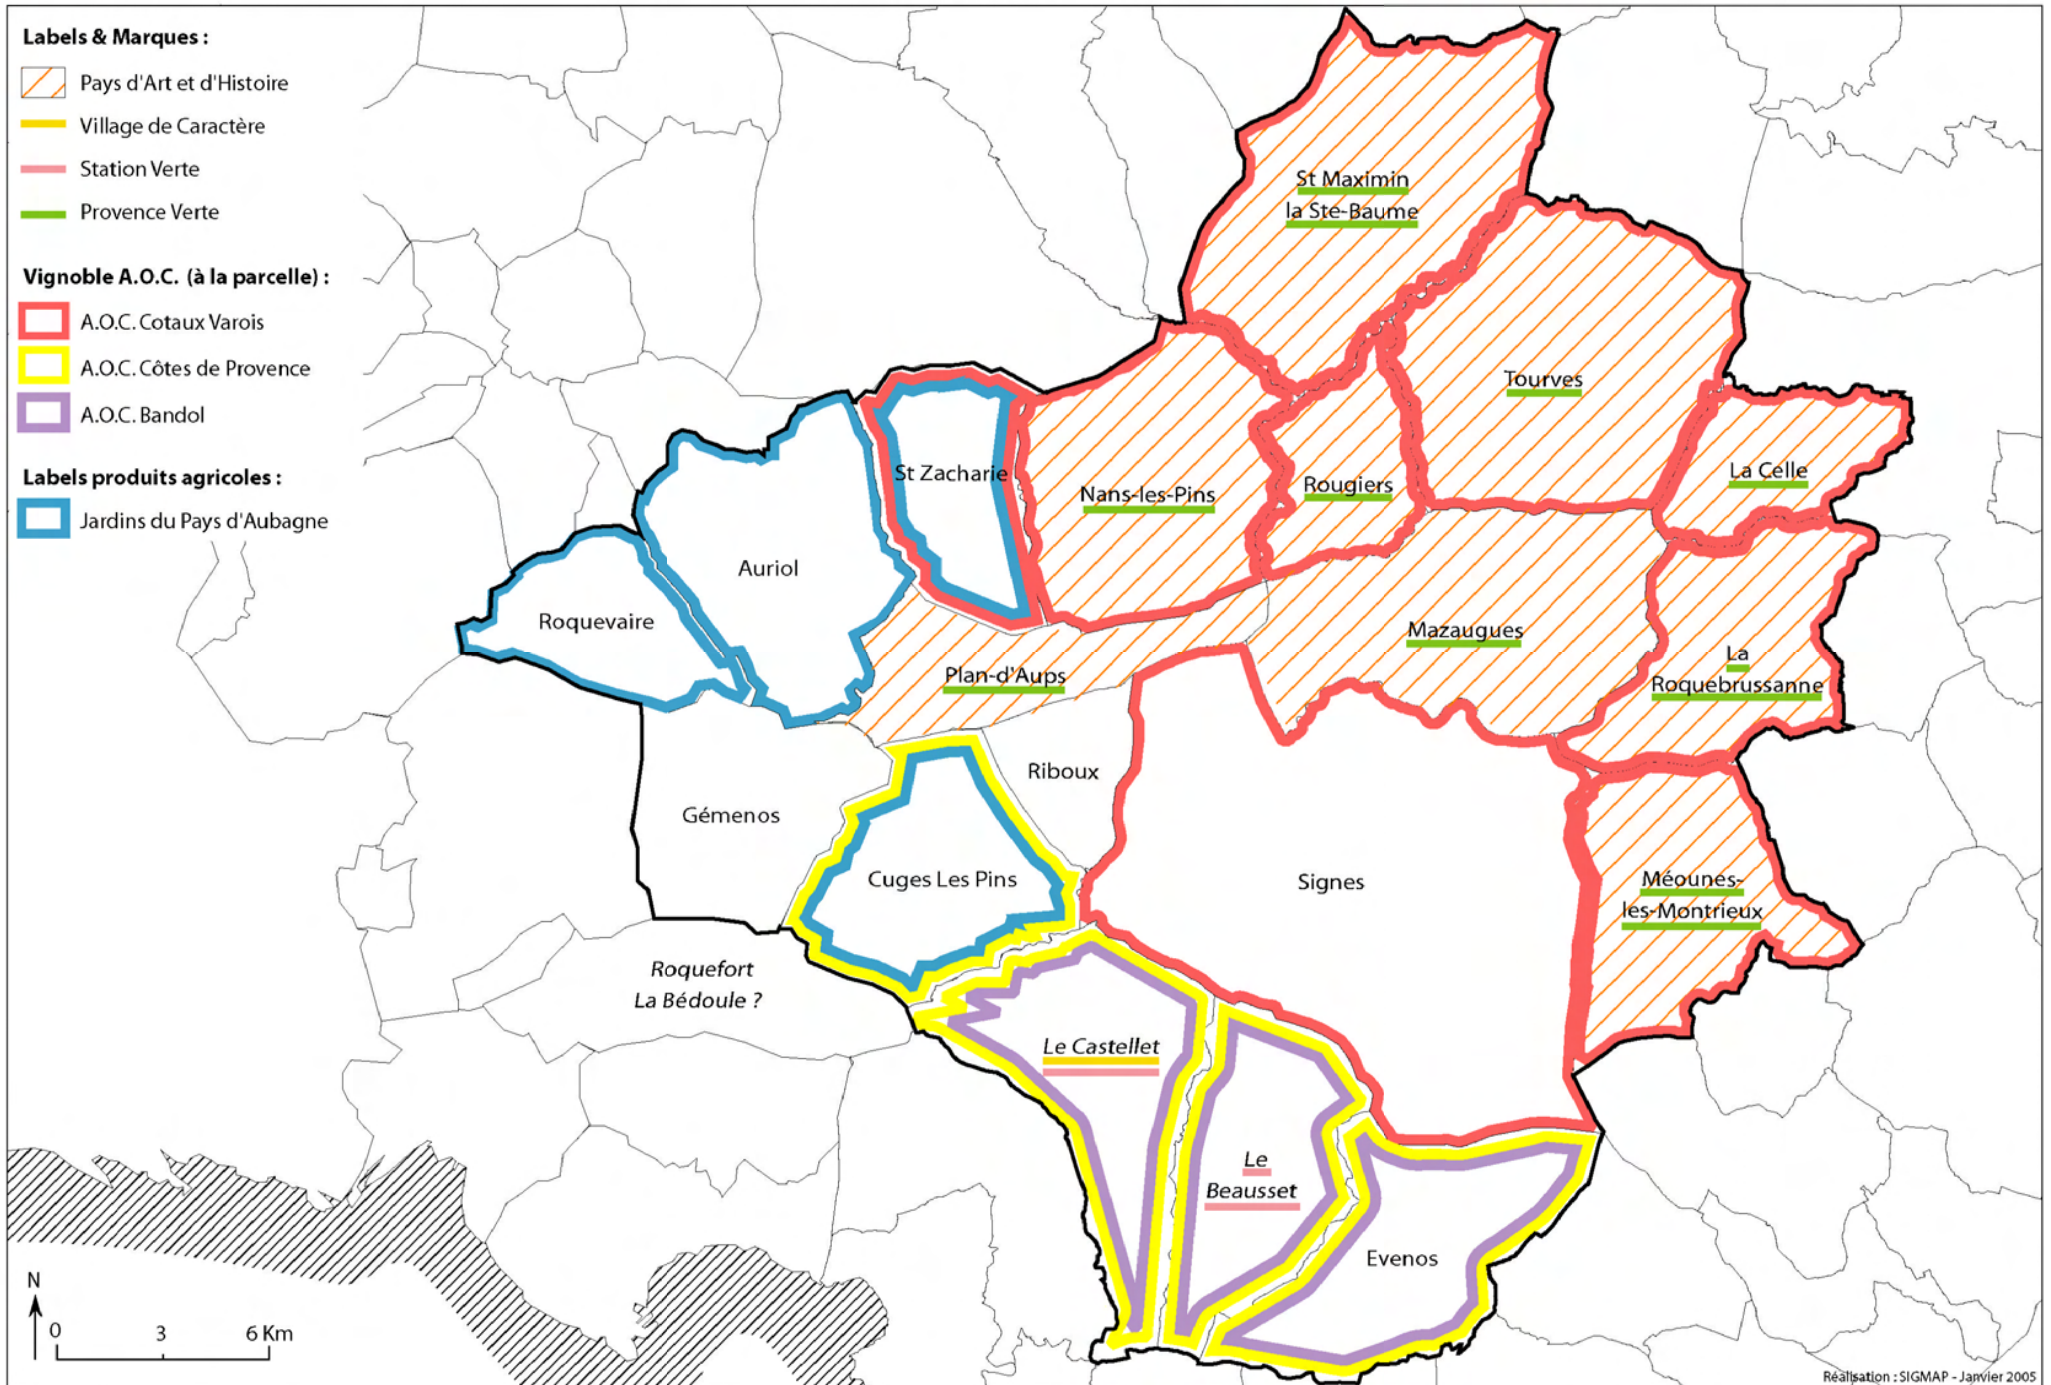 Labels & Marques :
Pays d'Art et d'Histoire
Village de Caractère
Station Verte
Provence Verte
Vignoble A.O.C. (à la parcelle) :
A.O.C. Cotaux Varois
A.O.C. Côtes de Provence
A.O.C. Bandol
Labels produits agricoles :
Jardins du Pays d'Aubagne
St Maximin
la Ste-Baume
Tourves
La Celle
St Zacharie
Nans-les-Pins
Rougiers
Auriol
Roquevaire
Mazaugues
La
Roquebrussanne
Plan-d'Aups
Riboux
Gémenos
Cuges Les Pins
Signes
Méounes-
les-Montrieux
Roquefort
La Bédoule ?
Le Castellet
Le
Beausset
Evenos
N
0 3 6 Km
Réalisation : SIGMAP - Janvier 2005